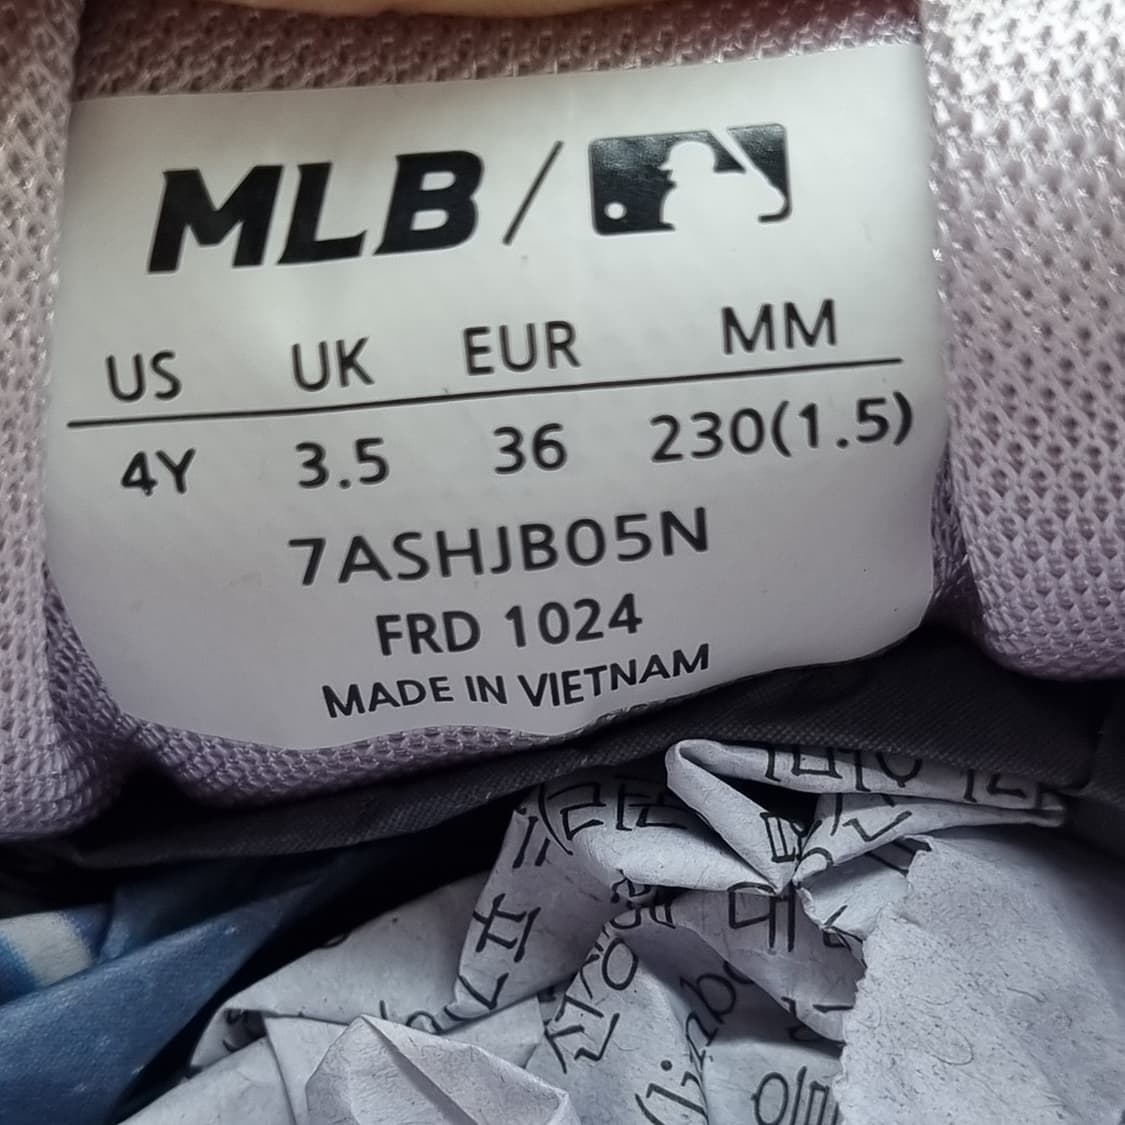 MLB /
US UK EUR MM
4Y 3.5 36 230(1.5)
7ASHJB05N
FRD 1024
MADE IN VIETNAM